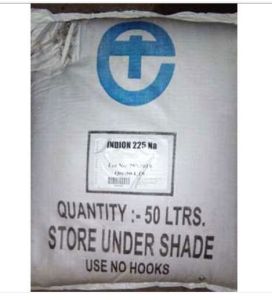 INDION 225 Na
QUANTITY :- 50 LTRS.
STORE UNDER SHADE
USE NO HOOKS